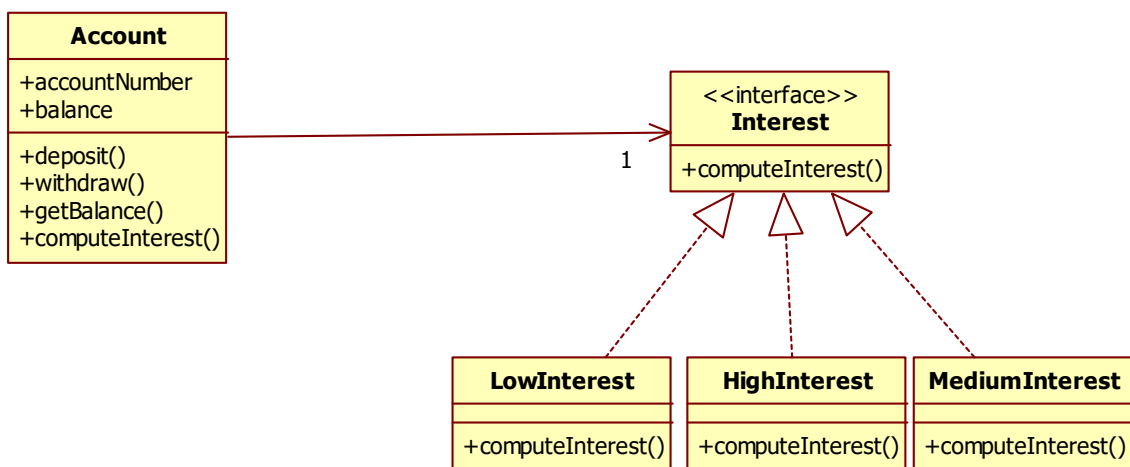 Account
+accountNumber
+balance
+deposit()
+withdraw()
+getBalance()
+computeInterest()
1
<<interface>>
Interest
+computeInterest()
LowInterest
+computeInterest()
HighInterest
+computeInterest()
MediumInterest
+computeInterest()